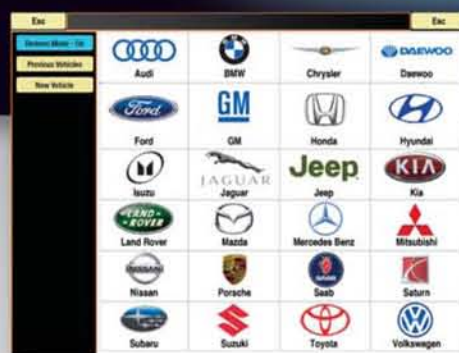 Esc Esc
Previous Vehicles
New Vehicle
Audi BMW Chrysler Daewoo
DAEWOO
Ford
GM
Ford GM Honda Hyundai
JAGUAR Jeep KIA
Isuzu Jaguar Jeep Kia
LAND-
ROVER
Land Rover Mazda Mercedes Benz Mitsubishi
NISSAN
Nissan Porsche Saab Saturn
Subaru Suzuki Toyota Volkswagen